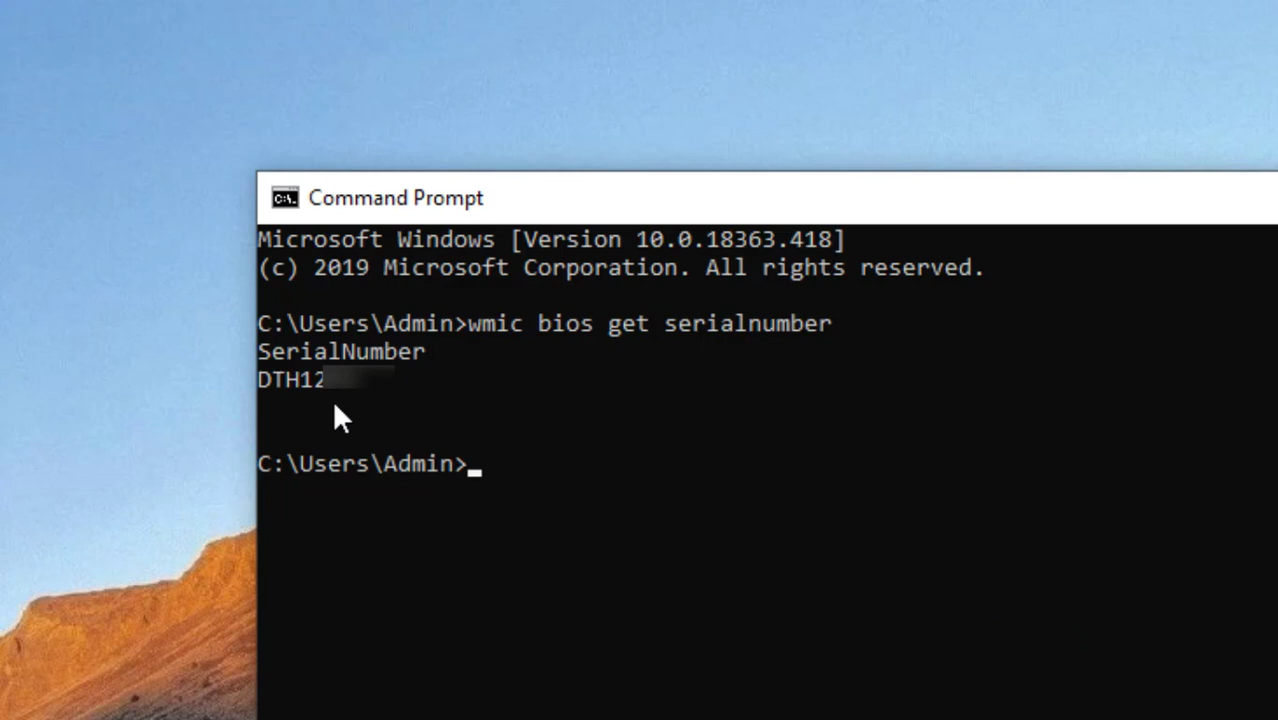 Command Prompt
Microsoft Windows [Version 10.0.18363.418]
(c) 2019 Microsoft Corporation. All rights reserved.
C:\Users\Admin>wmic bios get serialnumber
SerialNumber
DTH12
C:\Users\Admin>